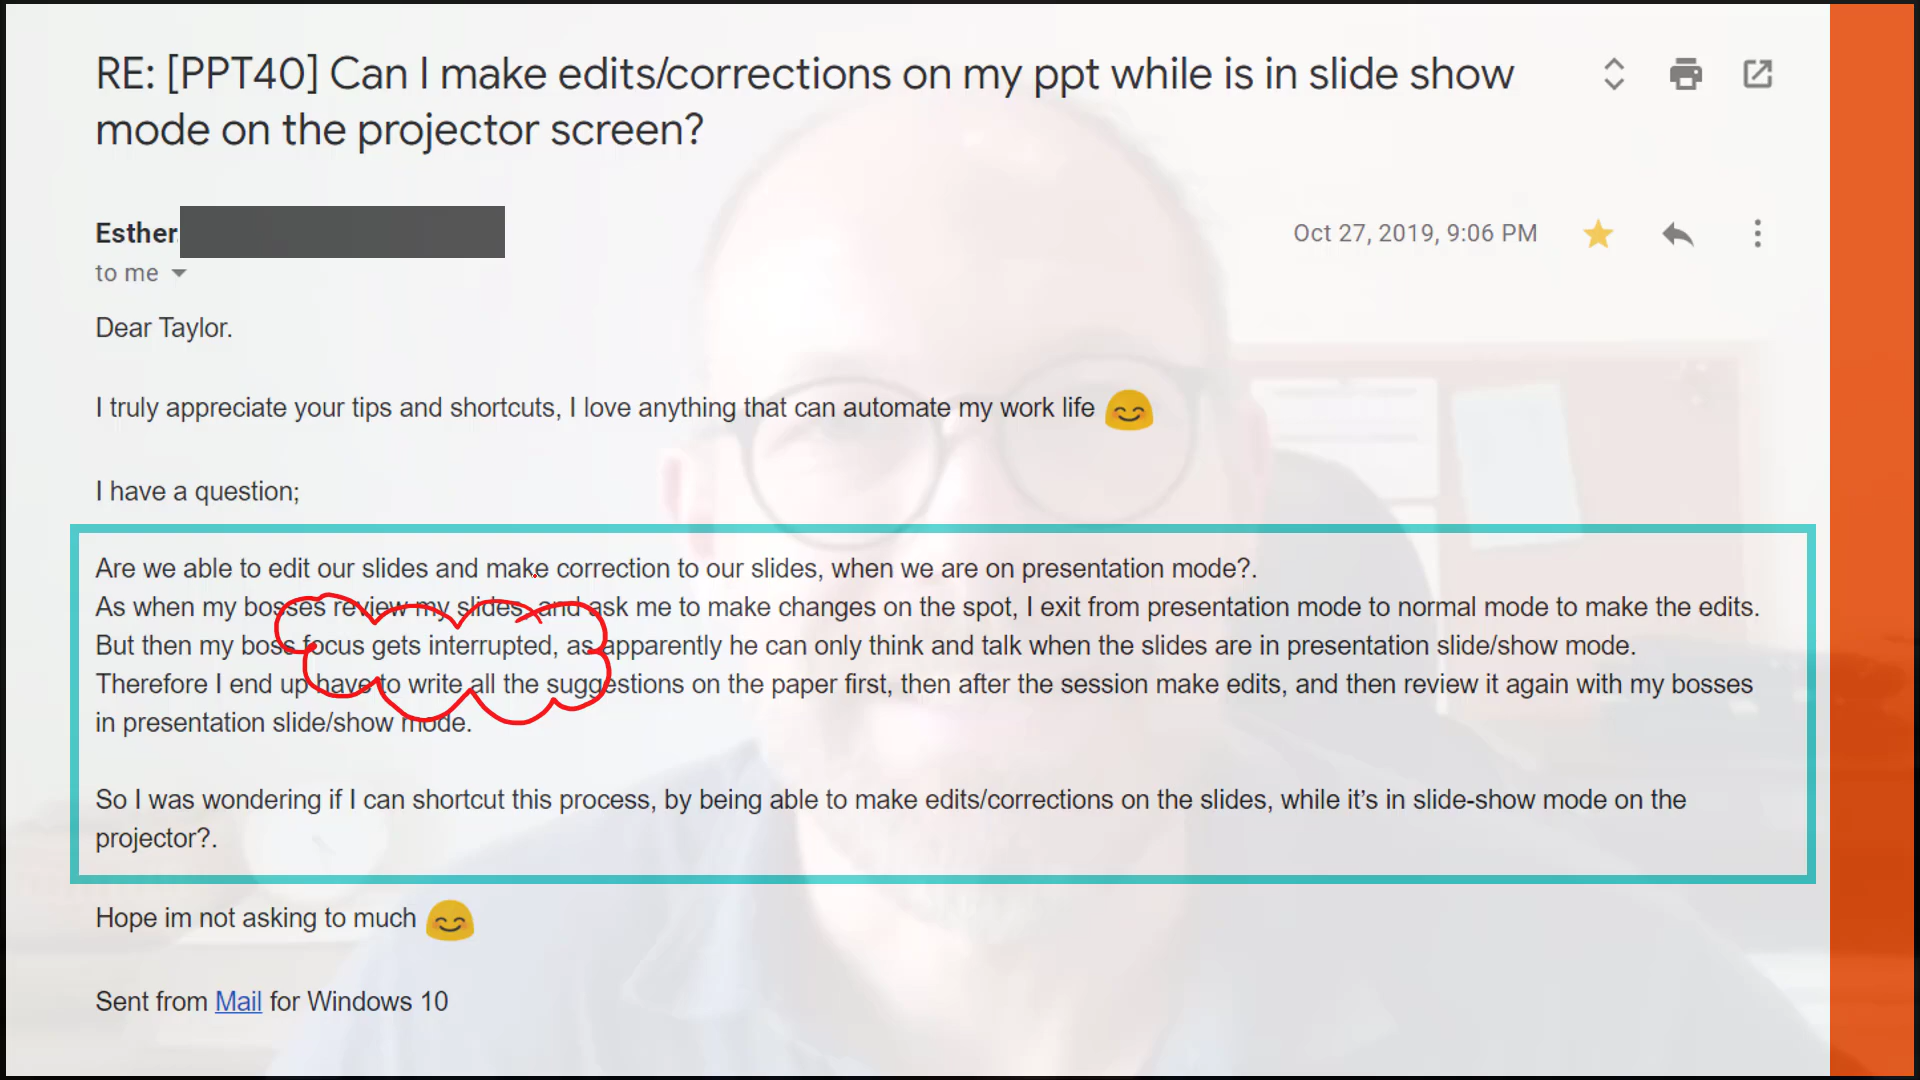 RE: [PPT40] Can I make edits/corrections on my ppt while is in slide show
mode on the projector screen?
Esther
Oct 27, 2019, 9:06 PM
to me
Dear Taylor.
I truly appreciate your tips and shortcuts, I love anything that can automate my work life
I have a question;
Are we able to edit our slides and make correction to our slides, when we are on presentation mode?.
As when my bosses review my slides, and ask me to make changes on the spot, I exit from presentation mode to normal mode to make the edits.
But then my boss focus gets interrupted, as apparently he can only think and talk when the slides are in presentation slide/show mode.
Therefore I end up have to write all the suggestions on the paper first, then after the session make edits, and then review it again with my bosses
in presentation slide/show mode.
So I was wondering if I can shortcut this process, by being able to make edits/corrections on the slides, while it’s in slide-show mode on the
projector?.
Hope im not asking to much
Sent from Mail for Windows 10